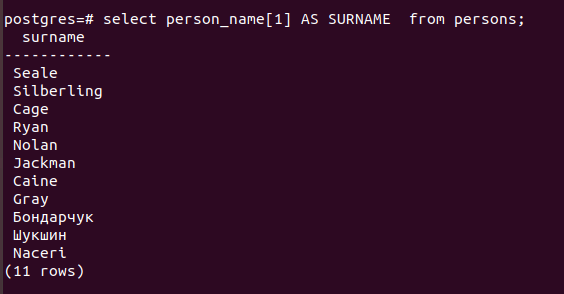 postgres=# select person_name[1] AS SURNAME  from persons;
surname
------------
Seale
Silberling
Cage
Ryan
Nolan
Jackman
Caine
Gray
Бондарчук
Шукшин
Naceri
(11 rows)